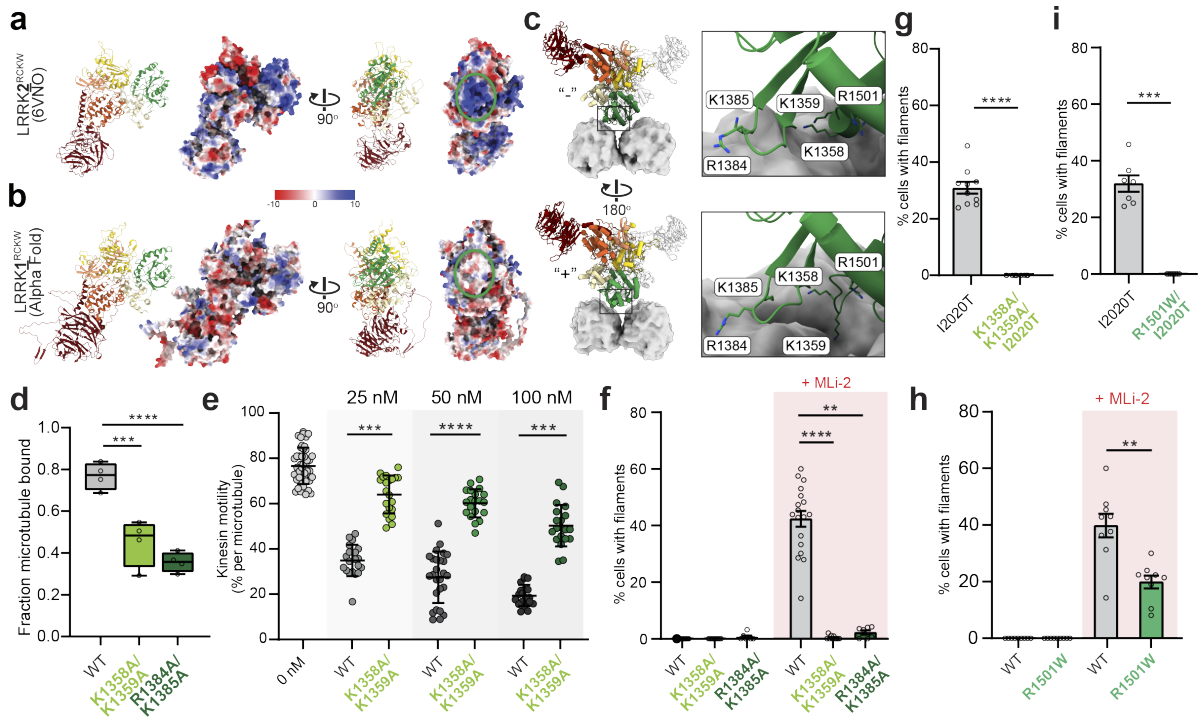 a
LRRK2^RCKW
(6VNO)
90°
b
LRRK1^RCKW
(Alpha Fold)
-10 0 10
90°
c
"-"
180°
"+"
K1385
K1359
R1501
R1384
K1358
K1385
K1358
R1501
R1384
K1359
d
Fraction microtubule bound
1.0
0.8
0.6
0.4
0.2
0.0
****
***
WT
K1358A/
K1359A
R1384A/
K1385A
e
Kinesin motility
(% per microtubule)
100
80
60
40
20
0
25 nM 50 nM 100 nM
*** **** ***
0 nM
WT
K1358A/
K1359A
WT
K1358A/
K1359A
WT
K1358A/
K1359A
f
% cells with filaments
80
60
40
20
0
+ MLi-2
**
****
WT
K1358A/
K1359A
R1384A/
K1385A
WT
K1358A/
K1359A
R1384A/
K1385A
g
% cells with filaments
80
60
40
20
0
****
I2020T
K1358A/
K1359A/
I2020T
h
% cells with filaments
80
60
40
20
0
+ MLi-2
**
WT
R1501W
WT
R1501W
i
% cells with filaments
80
60
40
20
0
***
I2020T
R1501W/
I2020T